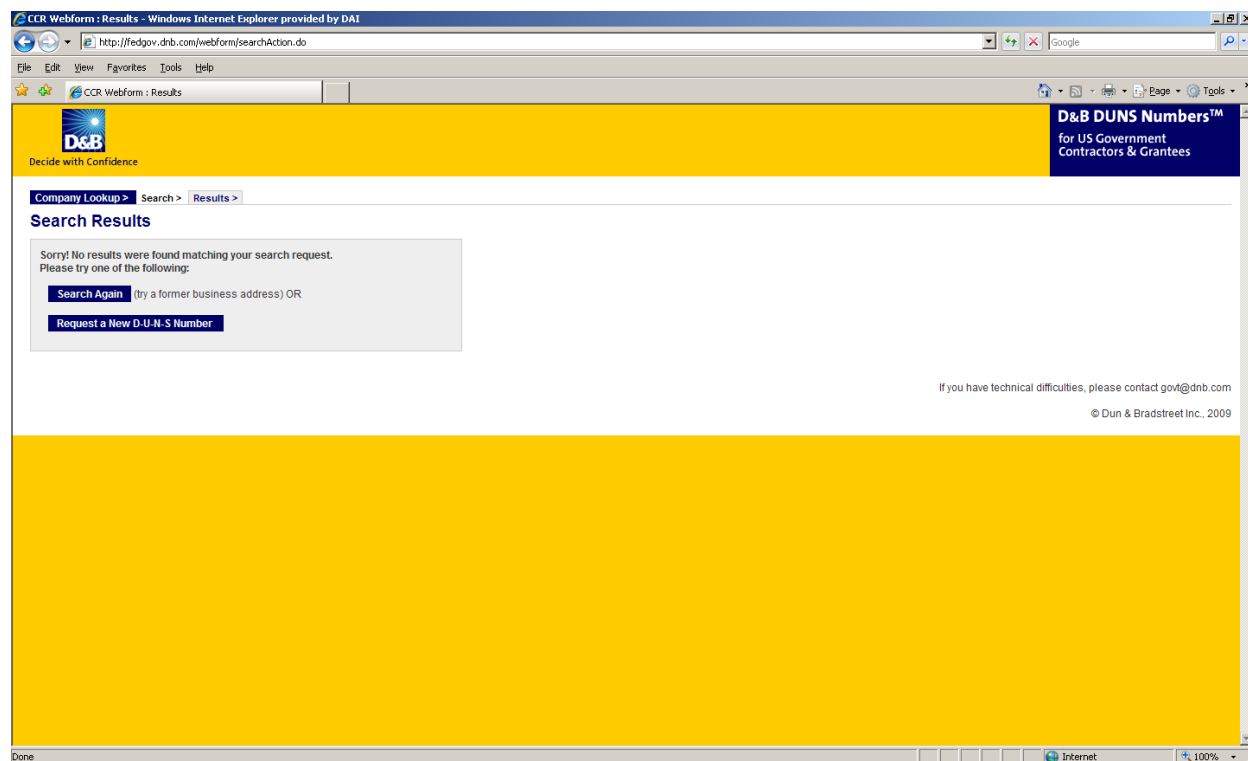 CCR Webform : Results - Windows Internet Explorer provided by DAI
http://fedgov.dnb.com/webform/searchAction.do
Google
File Edit View Favorites Tools Help
CCR Webform : Results
Page Tools
D&B
Decide with Confidence
D&B DUNS Numbers™
for US Government
Contractors & Grantees
Company Lookup > Search > Results >
Search Results
Sorry! No results were found matching your search request.
Please try one of the following:
Search Again (try a former business address) OR
Request a New D-U-N-S Number
If you have technical difficulties, please contact govt@dnb.com
© Dun & Bradstreet Inc., 2009
Done Internet 100%